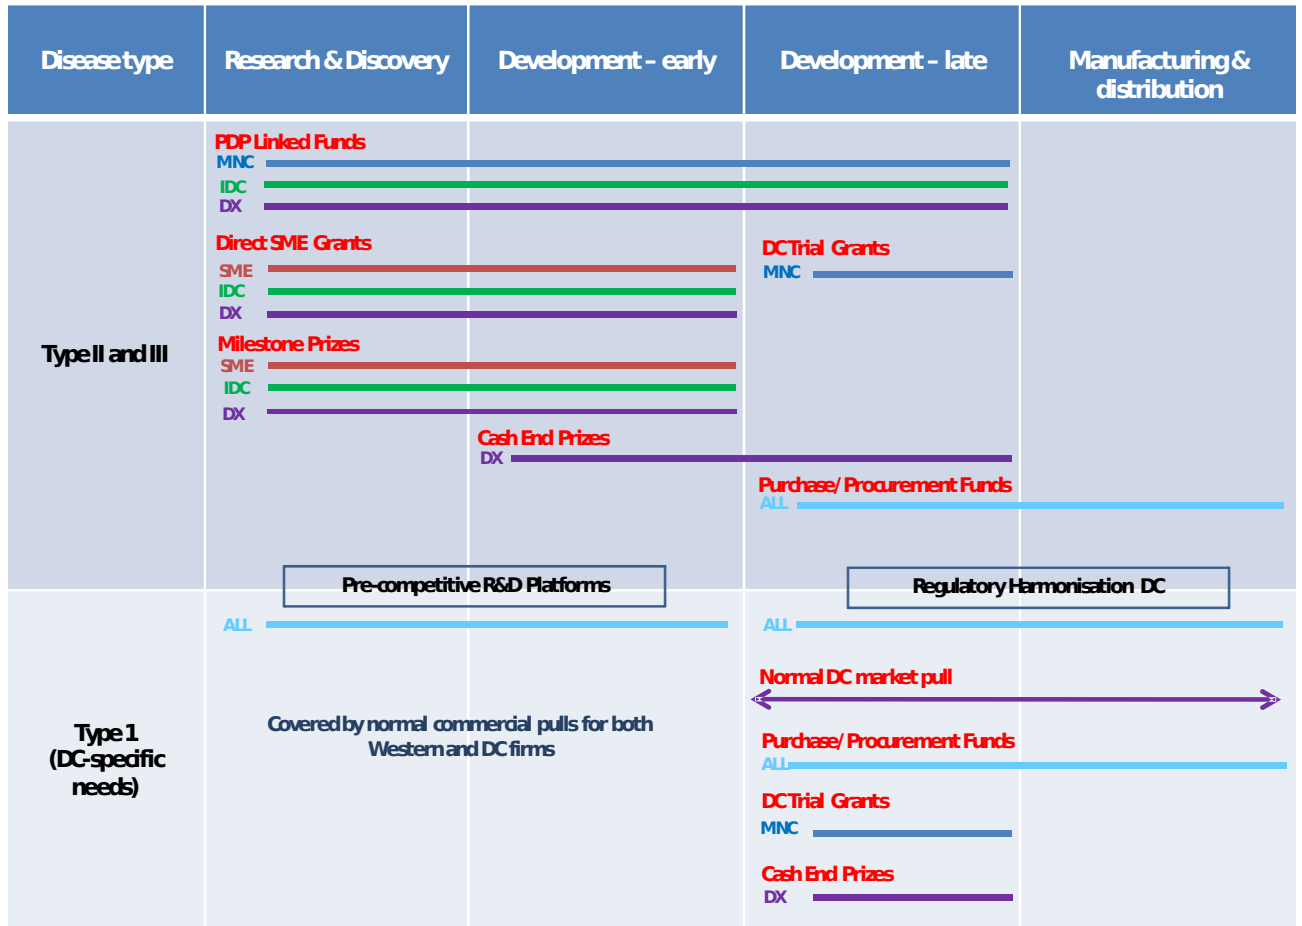 Disease type
Research & Discovery
Development – early
Development – late
Manufacturing &
distribution
Type II and III
PDP Linked Funds
MNC
IDC
DX
Direct SME Grants
SME
IDC
DX
DC Trial Grants
MNC
Milestone Prizes
SME
IDC
DX
Cash End Prizes
DX
Purchase/Procurement Funds
ALL
Pre-competitive R&D Platforms
Regulatory Harmonisation DC
ALL
ALL
Type 1
(DC-specific
needs)
Covered by normal commercial pulls for both
Western and DC firms
Normal DC market pull
Purchase/Procurement Funds
ALL
DC Trial Grants
MNC
Cash End Prizes
DX